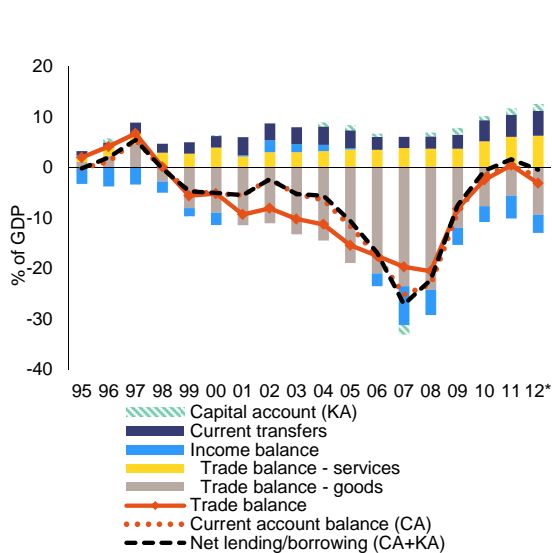 20
10
0
-10
-20
-30
-40
% of GDP
95 96 97 98 99 00 01 02 03 04 05 06 07 08 09 10 11 12*
Capital account (KA)
Current transfers
Income balance
Trade balance - services
Trade balance - goods
Trade balance
Current account balance (CA)
Net lending/borrowing (CA+KA)